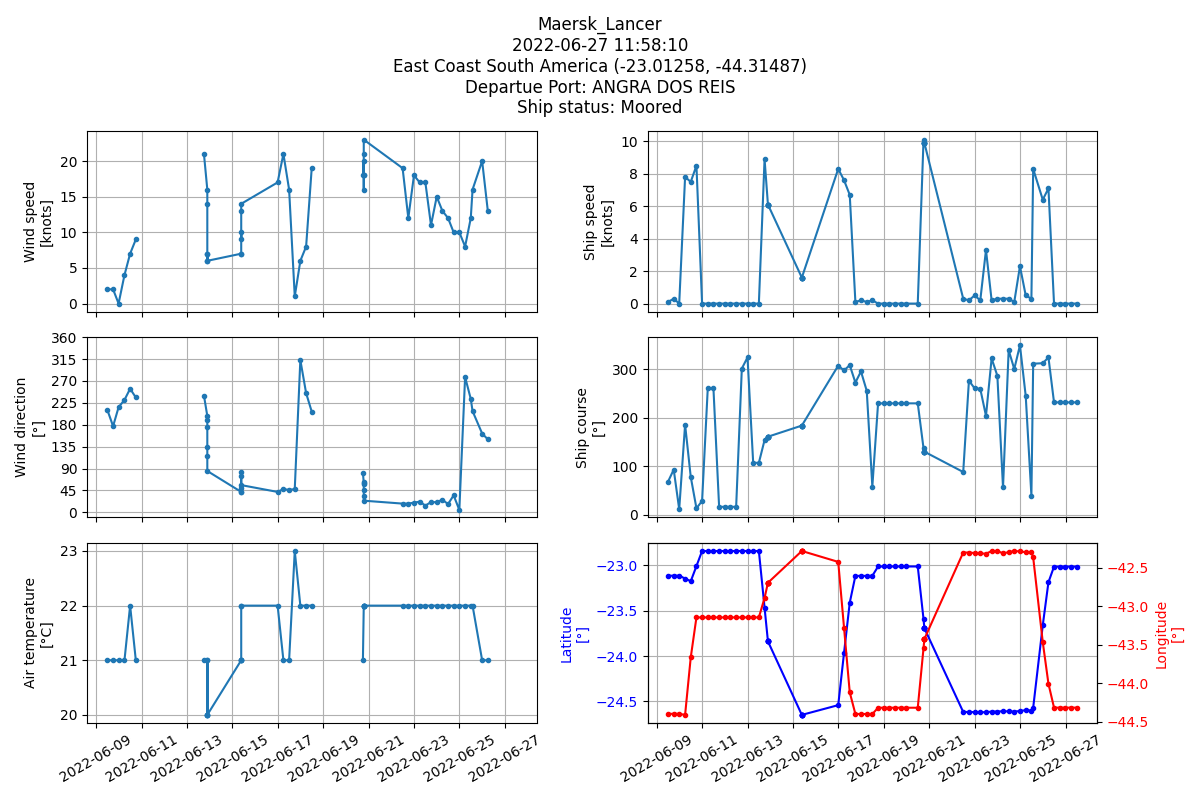 Maersk_Lancer
2022-06-27 11:58:10
East Coast South America (-23.01258, -44.31487)
Departue Port: ANGRA DOS REIS
Ship status: Moored
Wind speed
[knots]
20
15
10
5
0
Ship speed
[knots]
10
8
6
4
2
0
Wind direction
[°]
360
315
270
225
180
135
90
45
0
Ship course
[°]
300
200
100
0
Air temperature
[°C]
23
22
21
20
2022-06-09 2022-06-11 2022-06-13 2022-06-15 2022-06-17 2022-06-19 2022-06-21 2022-06-23 2022-06-25 2022-06-27
Latitude
[°]
−23.0
−23.5
−24.0
−24.5
−42.5
−43.0
−43.5
−44.0
−44.5
Longitude
[°]
2022-06-09 2022-06-11 2022-06-13 2022-06-15 2022-06-17 2022-06-19 2022-06-21 2022-06-23 2022-06-25 2022-06-27